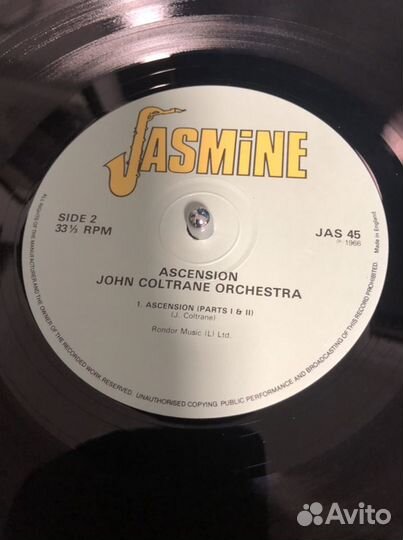 JASMiNE
SIDE 2
33⅓ RPM
JAS 45
℗ 1966
Made in England
ASCENSION
JOHN COLTRANE ORCHESTRA
1. ASCENSION (PARTS I & II)
(J. Coltrane)
Rondor Music (L) Ltd.
ALL RIGHTS OF THE MANUFACTURER AND THE OWNER OF THE RECORDED WORK RESERVED. UNAUTHORISED COPYING, PUBLIC PERFORMANCE AND BROADCASTING OF THIS RECORD PROHIBITED.
Avito